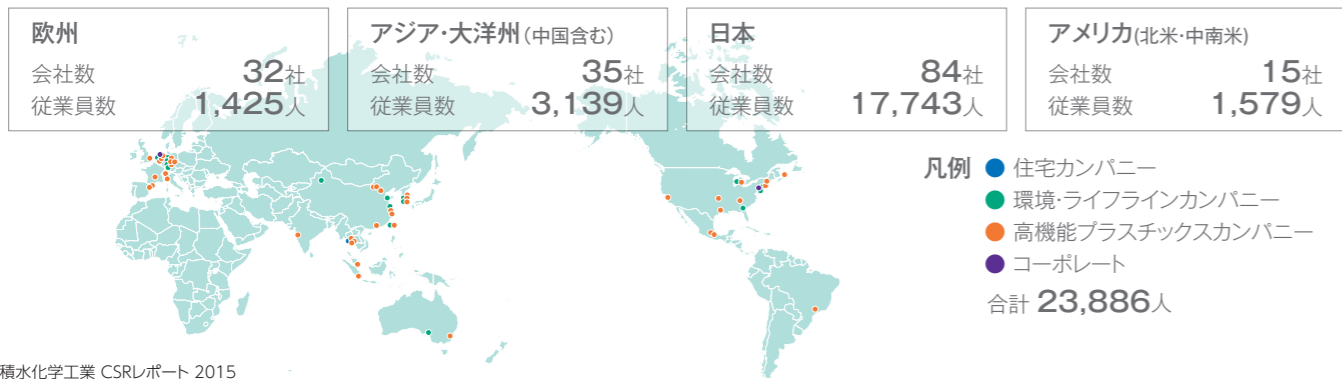 欧州
会社数 32社
従業員数 1,425人
アジア・大洋州(中国含む)
会社数 35社
従業員数 3,139人
日本
会社数 84社
従業員数 17,743人
アメリカ(北米・中南米)
会社数 15社
従業員数 1,579人
凡例 住宅カンパニー
環境・ライフラインカンパニー
高機能プラスチックスカンパニー
コーポレート
合計 23,886人
積水化学工業 CSRレポート 2015